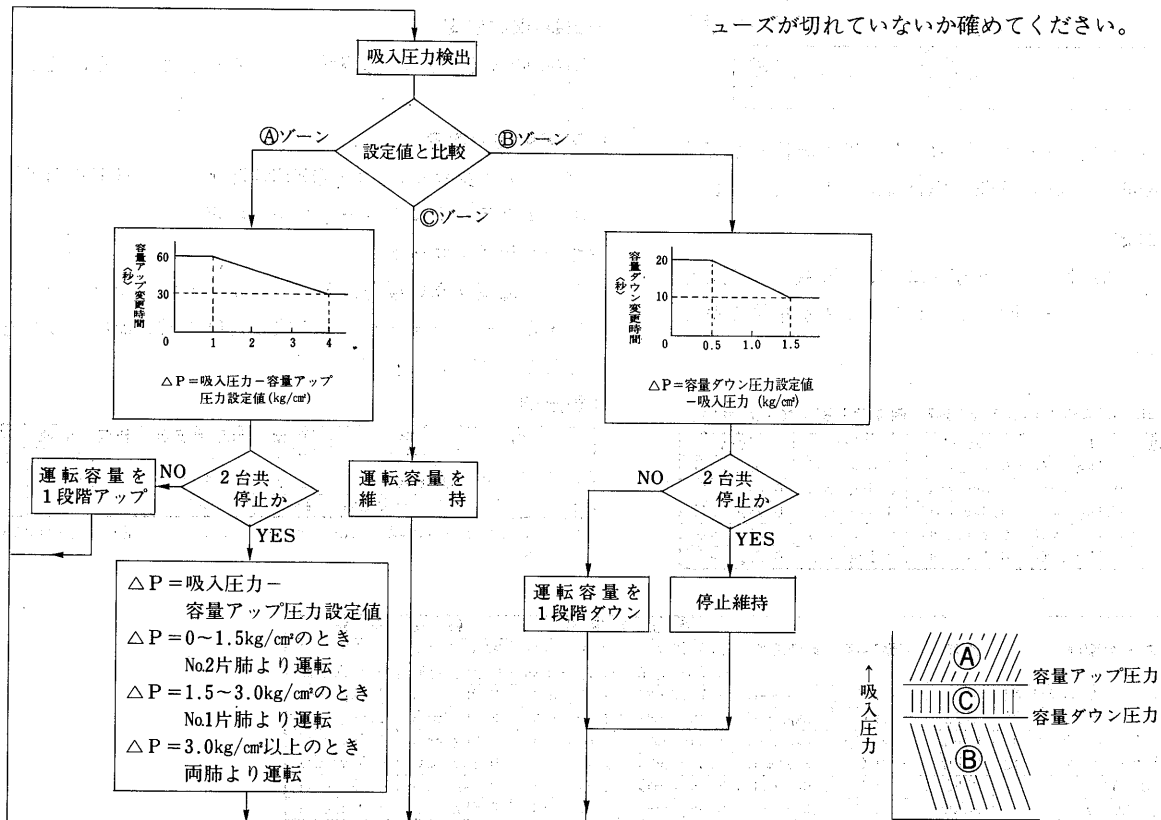 ューズが切れていないか確めてください。
吸入圧力検出
設定値と比較
Ⓐゾーン
Ⓑゾーン
Ⓒゾーン
容量アップ変更時間
(秒)
60
30
0 1 2 3 4
△P=吸入圧力−容量アップ
圧力設定値(kg/cm²)
容量ダウン変更時間
(秒)
20
10
0 0.5 1.0 1.5
△P=容量ダウン圧力設定値
−吸入圧力 (kg/cm²)
運転容量を
1段階アップ
NO
2台共
停止か
YES
運転容量を
維持
NO
2台共
停止か
YES
運転容量を
1段階ダウン
停止維持
△P=吸入圧力−
容量アップ圧力設定値
△P=0~1.5kg/cm²のとき
No.2片肺より運転
△P=1.5~3.0kg/cm²のとき
No.1片肺より運転
△P=3.0kg/cm²以上のとき
両肺より運転
↑吸入圧力
Ⓐ
容量アップ圧力
Ⓒ
容量ダウン圧力
Ⓑ